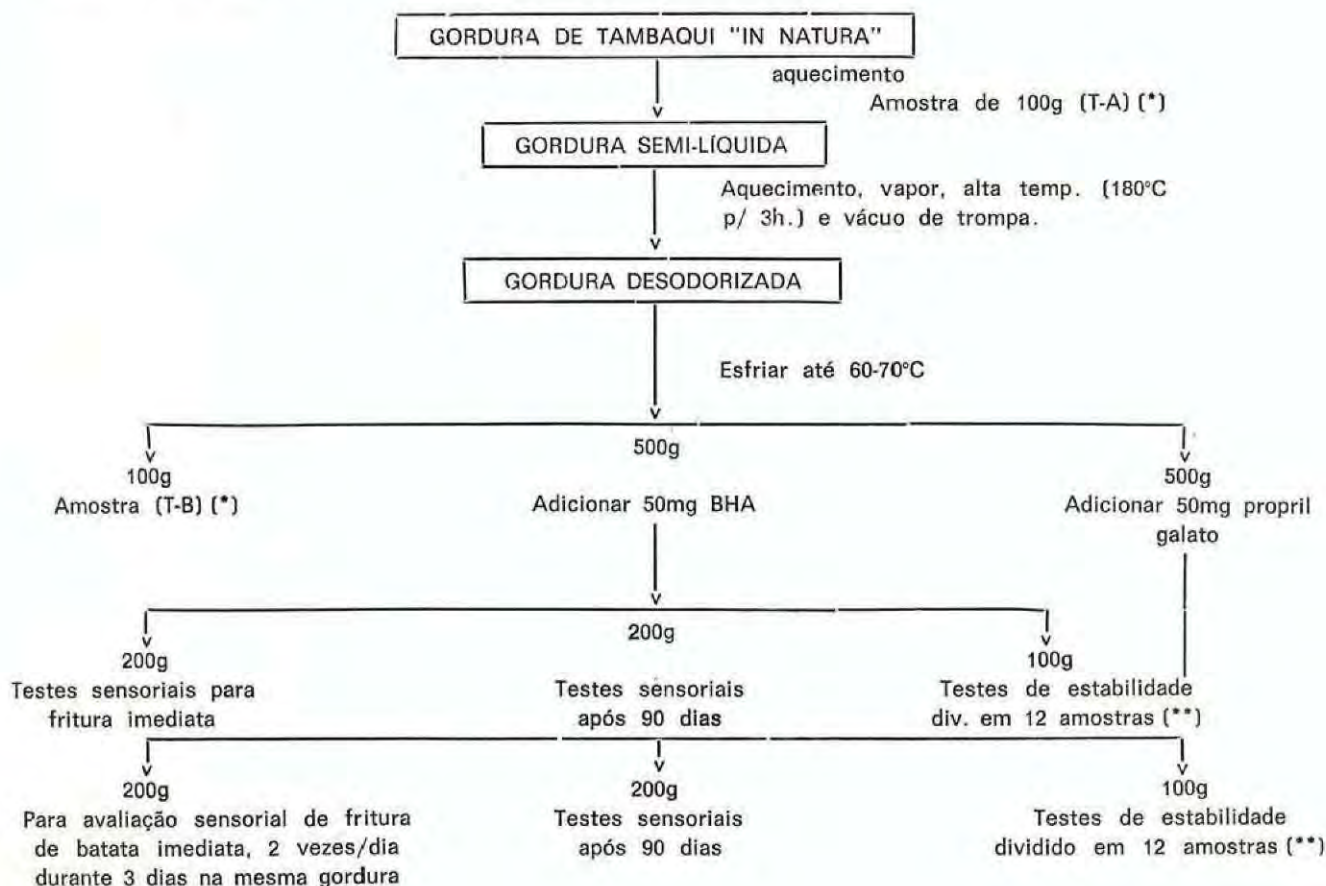 GORDURA DE TAMBAQUI "IN NATURA"
aquecimento
Amostra de 100g (T-A) (*)
GORDURA SEMI-LÍQUIDA
Aquecimento, vapor, alta temp. (180°C
p/ 3h.) e vácuo de trompa.
GORDURA DESODORIZADA
Esfriar até 60-70°C
100g
Amostra (T-B) (*)
500g
Adicionar 50mg BHA
500g
Adicionar 50mg propril
galato
200g
Testes sensoriais para
fritura imediata
200g
Testes sensoriais
após 90 dias
100g
Testes de estabilidade
div. em 12 amostras (**)
200g
Para avaliação sensorial de fritura
de batata imediata, 2 vezes/dia
durante 3 dias na mesma gordura
200g
Testes sensoriais
após 90 dias
100g
Testes de estabilidade
dividido em 12 amostras (**)